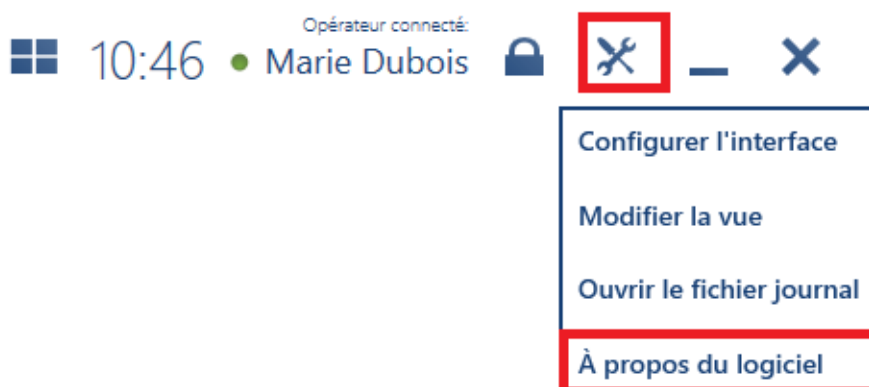 Opérateur connecté:
10:46 Marie Dubois
Configurer l'interface
Modifier la vue
Ouvrir le fichier journal
À propos du logiciel